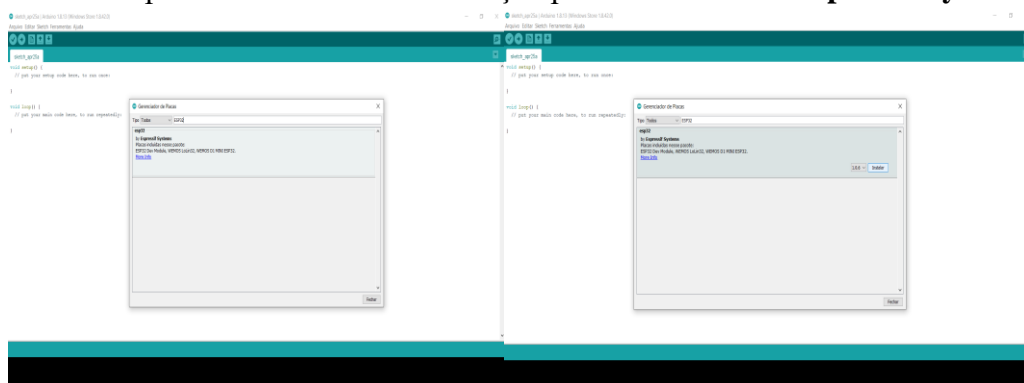 sketch_apr25a | Arduino 1.8.13 (Windows Store 1.8.42.0)
Arquivo Editar Sketch Ferramentas Ajuda
sketch_apr25a
void setup() {
// put your setup code here, to run once:
}
void loop() {
// put your main code here, to run repeatedly:
}
Gerenciador de Placas
Tipo Todos ESP32
esp32
by Espressif Systems
Placas incluídas nesse pacote:
ESP32 Dev Module, WEMOS LoLin32, WEMOS D1 MINI ESP32.
More Info
Fechar
sketch_apr25a | Arduino 1.8.13 (Windows Store 1.8.42.0)
Arquivo Editar Sketch Ferramentas Ajuda
sketch_apr25a
void setup() {
// put your setup code here, to run once:
}
void loop() {
// put your main code here, to run repeatedly:
}
Gerenciador de Placas
Tipo Todos ESP32
esp32
by Espressif Systems
Placas incluídas nesse pacote:
ESP32 Dev Module, WEMOS LoLin32, WEMOS D1 MINI ESP32.
More Info
Instalar
Fechar